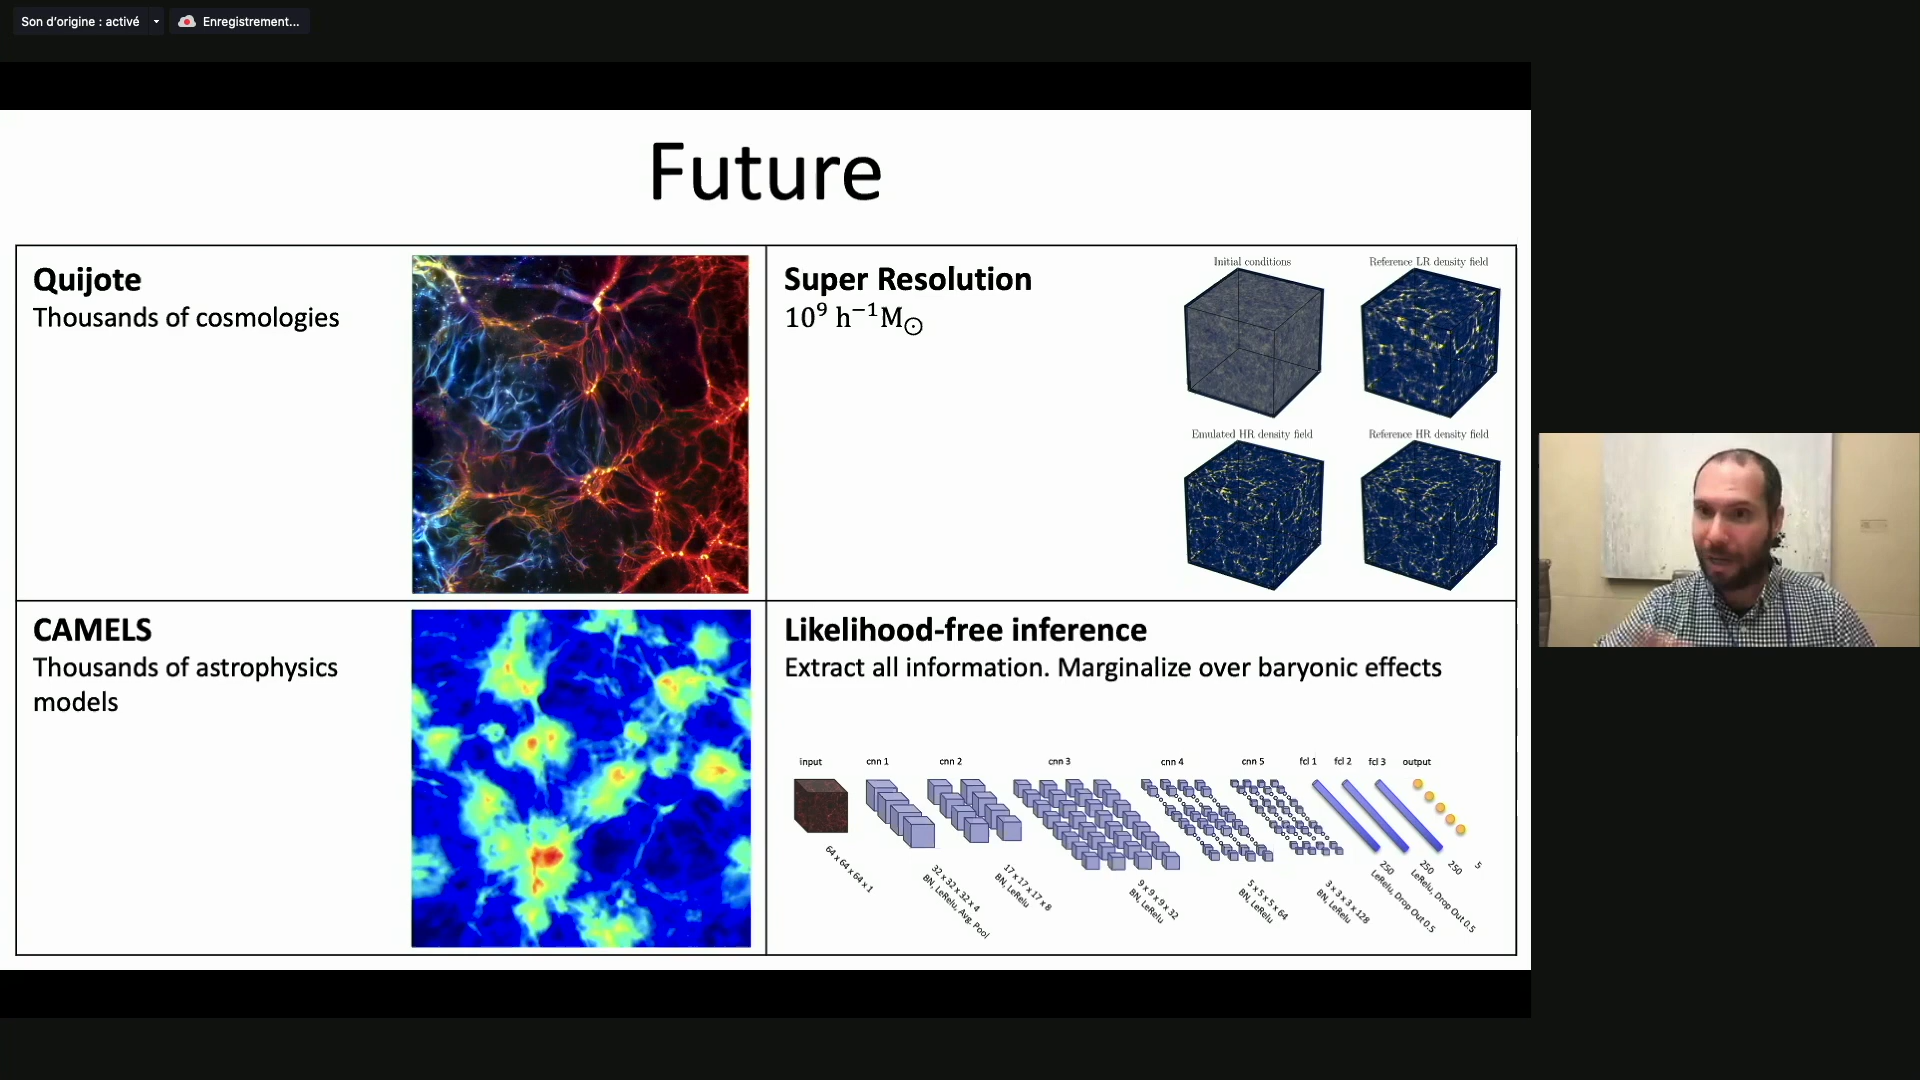 Son d'origine : activé
Enregistrement...
Future
Quijote
Thousands of cosmologies
Super Resolution
10⁹ h⁻¹M☉
Initial conditions
Reference LR density field
Emulated HR density field
Reference HR density field
CAMELS
Thousands of astrophysics
models
Likelihood-free inference
Extract all information. Marginalize over baryonic effects
input
cnn 1
cnn 2
cnn 3
cnn 4
cnn 5
fcl 1
fcl 2
fcl 3
output
64 x 64 x 64 x 1
32 x 32 x 32 x 4
BN, LeRelu, Avg. Pool
17 x 17 x 17 x 8
BN, LeRelu
9 x 9 x 9 x 32
BN, LeRelu
5 x 5 x 5 x 64
BN, LeRelu
3 x 3 x 3 x 128
BN, LeRelu
250
LeRelu, Drop Out 0.5
250
LeRelu, Drop Out 0.5
250
5